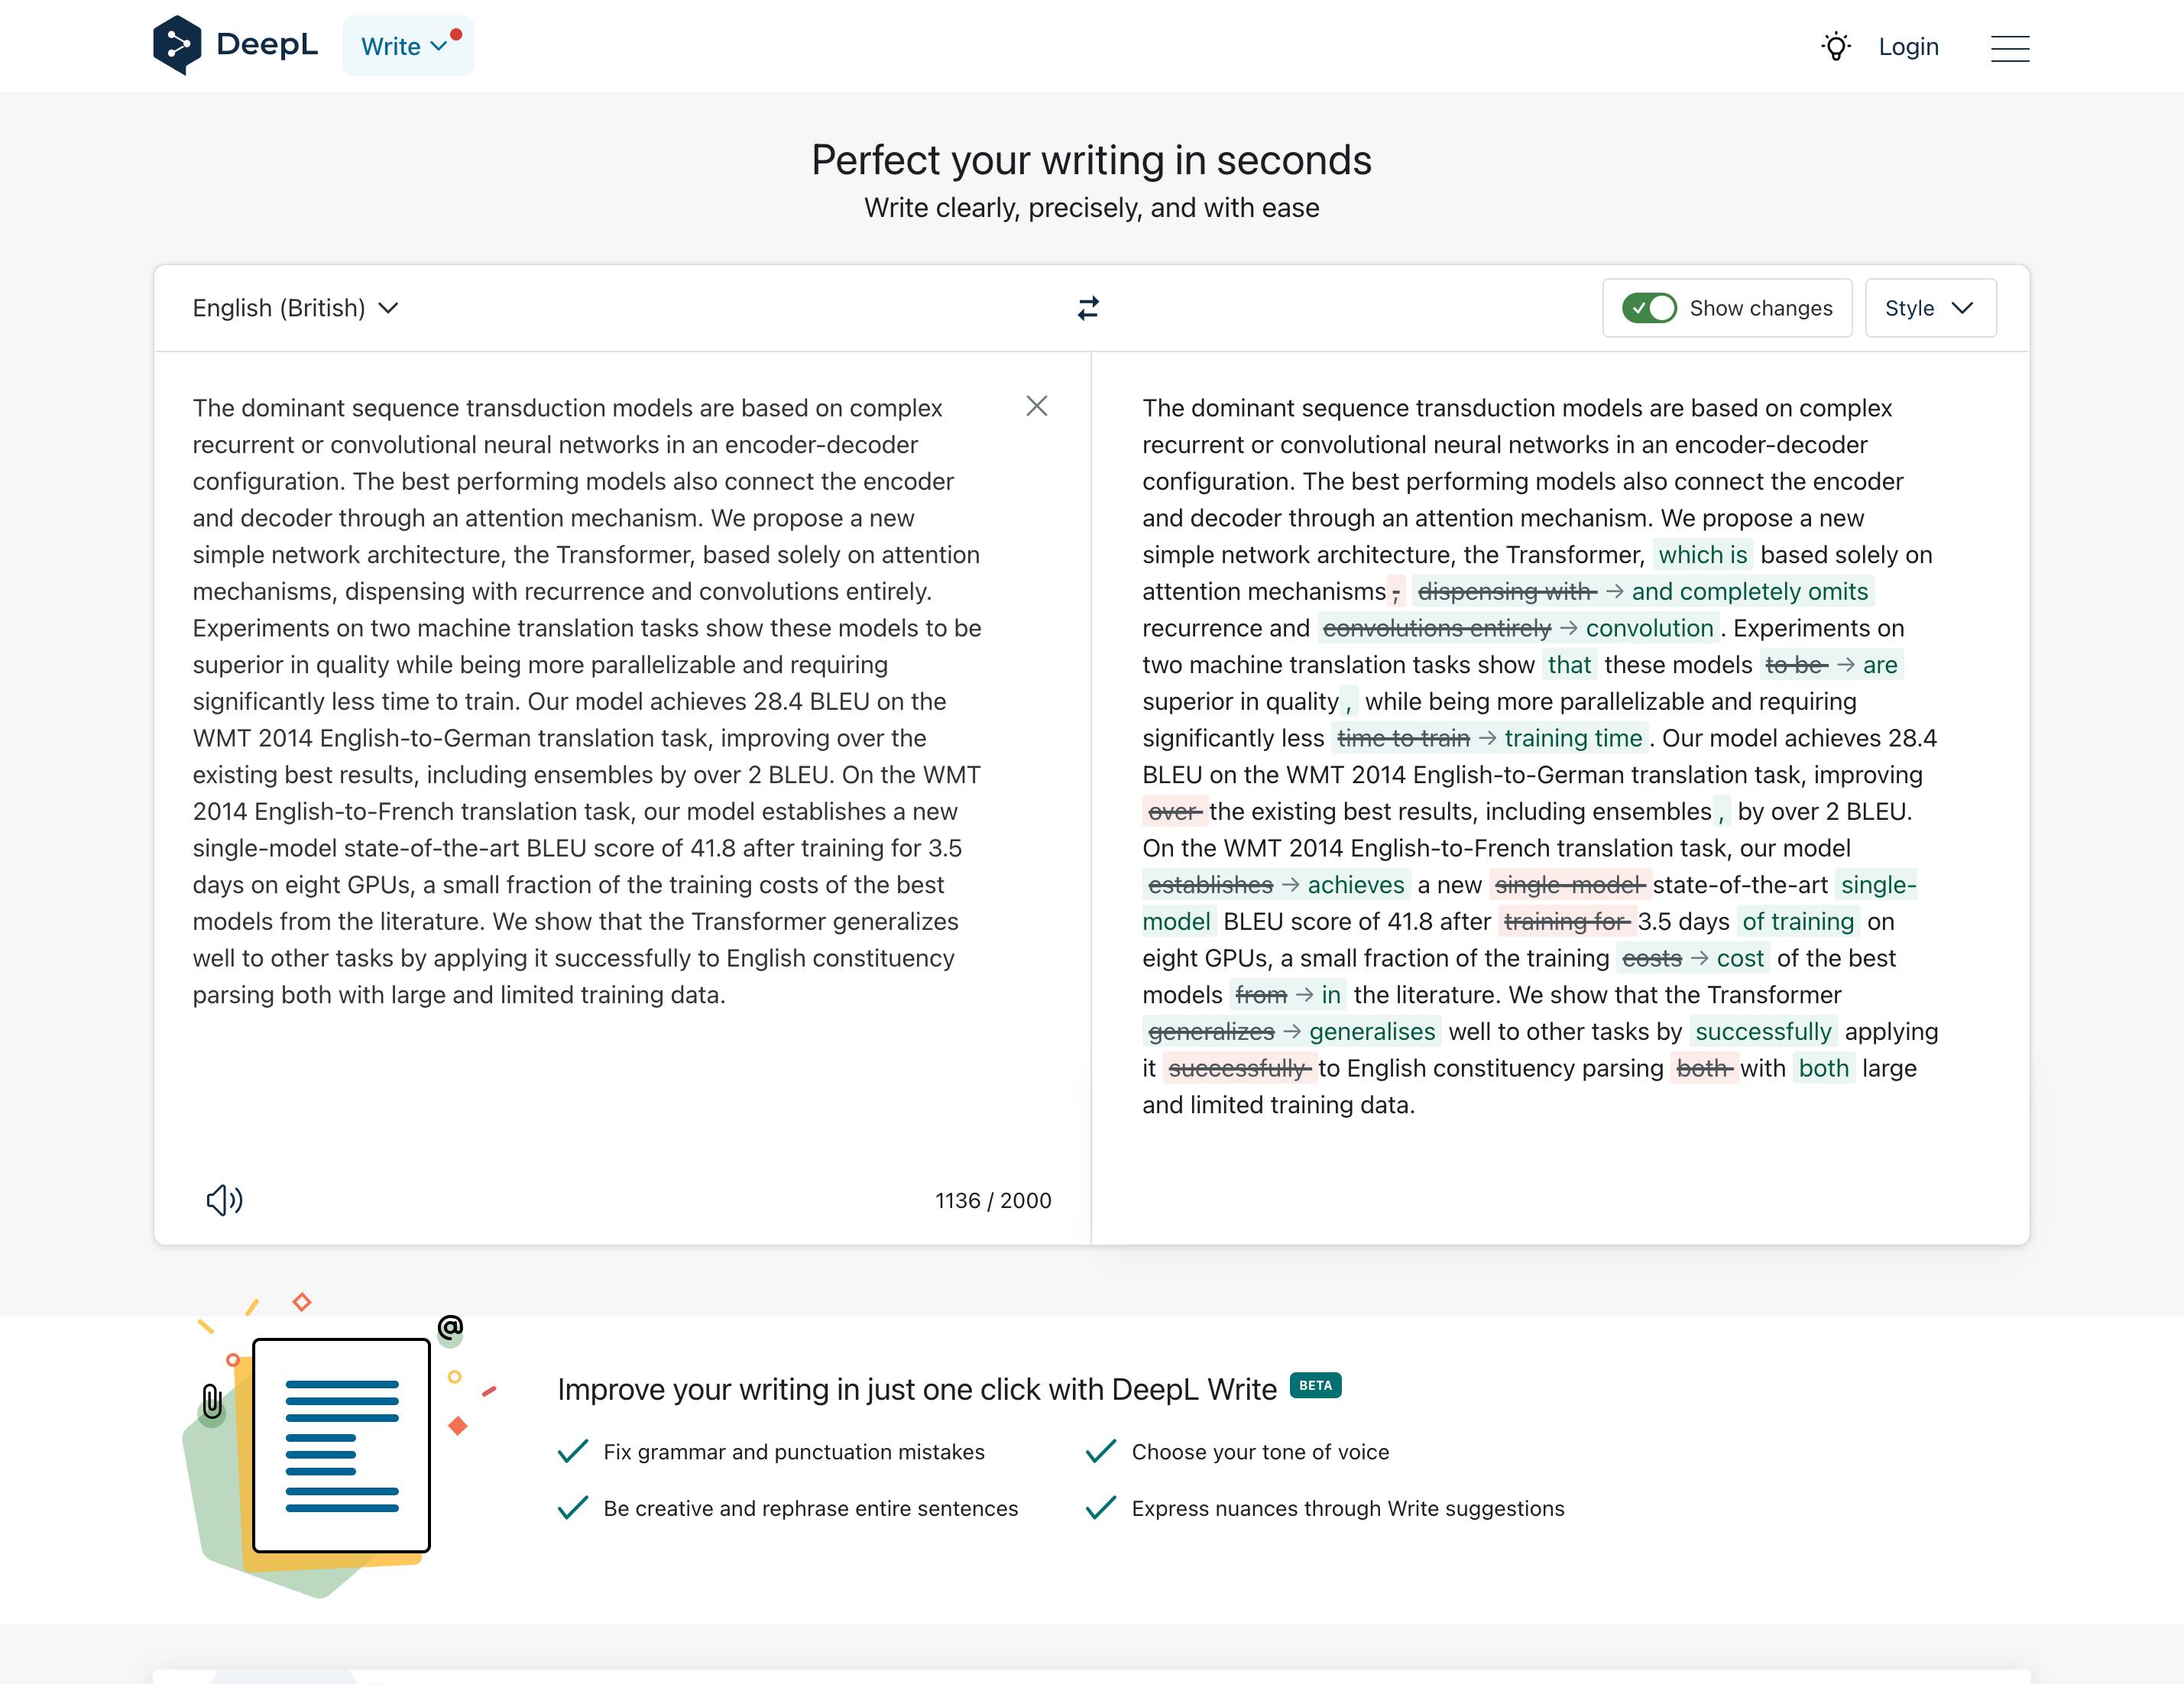 DeepL
Write
Login
Perfect your writing in seconds
Write clearly, precisely, and with ease
English (British)
Show changes
Style
The dominant sequence transduction models are based on complex
recurrent or convolutional neural networks in an encoder-decoder
configuration. The best performing models also connect the encoder
and decoder through an attention mechanism. We propose a new
simple network architecture, the Transformer, based solely on attention
mechanisms, dispensing with recurrence and convolutions entirely.
Experiments on two machine translation tasks show these models to be
superior in quality while being more parallelizable and requiring
significantly less time to train. Our model achieves 28.4 BLEU on the
WMT 2014 English-to-German translation task, improving over the
existing best results, including ensembles by over 2 BLEU. On the WMT
2014 English-to-French translation task, our model establishes a new
single-model state-of-the-art BLEU score of 41.8 after training for 3.5
days on eight GPUs, a small fraction of the training costs of the best
models from the literature. We show that the Transformer generalizes
well to other tasks by applying it successfully to English constituency
parsing both with large and limited training data.
1136 / 2000
The dominant sequence transduction models are based on complex
recurrent or convolutional neural networks in an encoder-decoder
configuration. The best performing models also connect the encoder
and decoder through an attention mechanism. We propose a new
simple network architecture, the Transformer, which is based solely on
attention mechanisms, dispensing with → and completely omits
recurrence and convolutions entirely → convolution. Experiments on
two machine translation tasks show that these models to be → are
superior in quality, while being more parallelizable and requiring
significantly less time to train → training time. Our model achieves 28.4
BLEU on the WMT 2014 English-to-German translation task, improving
over the existing best results, including ensembles, by over 2 BLEU.
On the WMT 2014 English-to-French translation task, our model
establishes → achieves a new single-model state-of-the-art single-
model BLEU score of 41.8 after training for 3.5 days of training on
eight GPUs, a small fraction of the training costs → cost of the best
models from → in the literature. We show that the Transformer
generalizes → generalises well to other tasks by successfully applying
it successfully to English constituency parsing both with both large
and limited training data.
@
Improve your writing in just one click with DeepL Write BETA
Fix grammar and punctuation mistakes
Choose your tone of voice
Be creative and rephrase entire sentences
Express nuances through Write suggestions